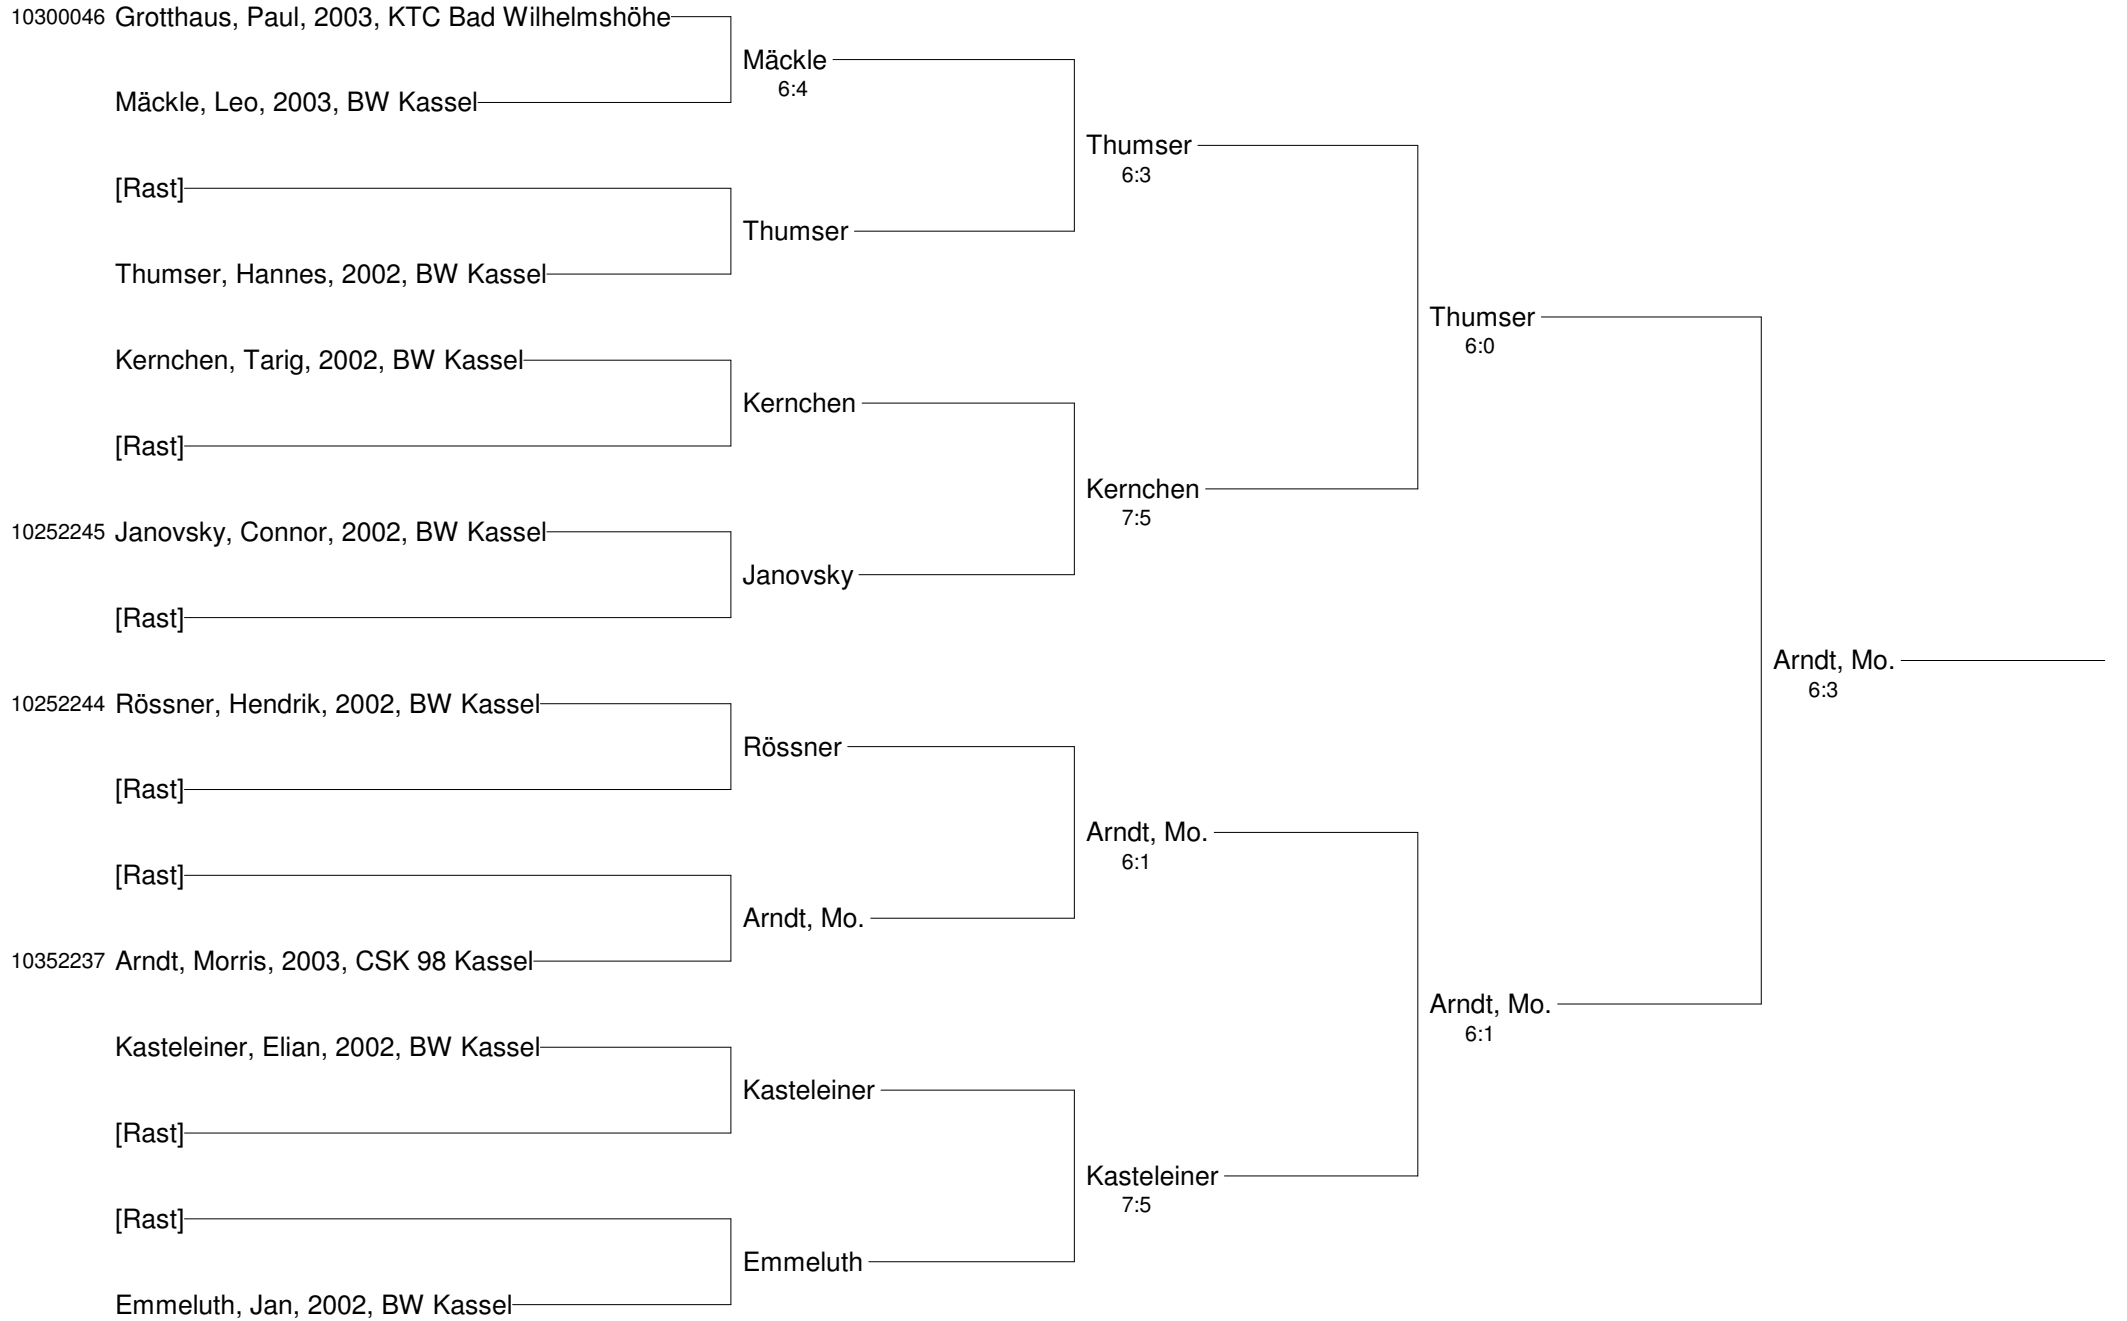 10300046 Grotthaus, Paul, 2003, KTC Bad Wilhelmshöhe
Mäckle
6:4
Mäckle, Leo, 2003, BW Kassel
Thumser
6:3
[Rast]
Thumser
Thumser, Hannes, 2002, BW Kassel
Thumser
6:0
Kernchen, Tarig, 2002, BW Kassel
Kernchen
[Rast]
Kernchen
7:5
10252245 Janovsky, Connor, 2002, BW Kassel
Janovsky
[Rast]
Arndt, Mo.
6:3
10252244 Rössner, Hendrik, 2002, BW Kassel
Rössner
[Rast]
Arndt, Mo.
6:1
[Rast]
Arndt, Mo.
10352237 Arndt, Morris, 2003, CSK 98 Kassel
Arndt, Mo.
6:1
Kasteleiner, Elian, 2002, BW Kassel
Kasteleiner
[Rast]
Kasteleiner
7:5
[Rast]
Emmeluth
Emmeluth, Jan, 2002, BW Kassel